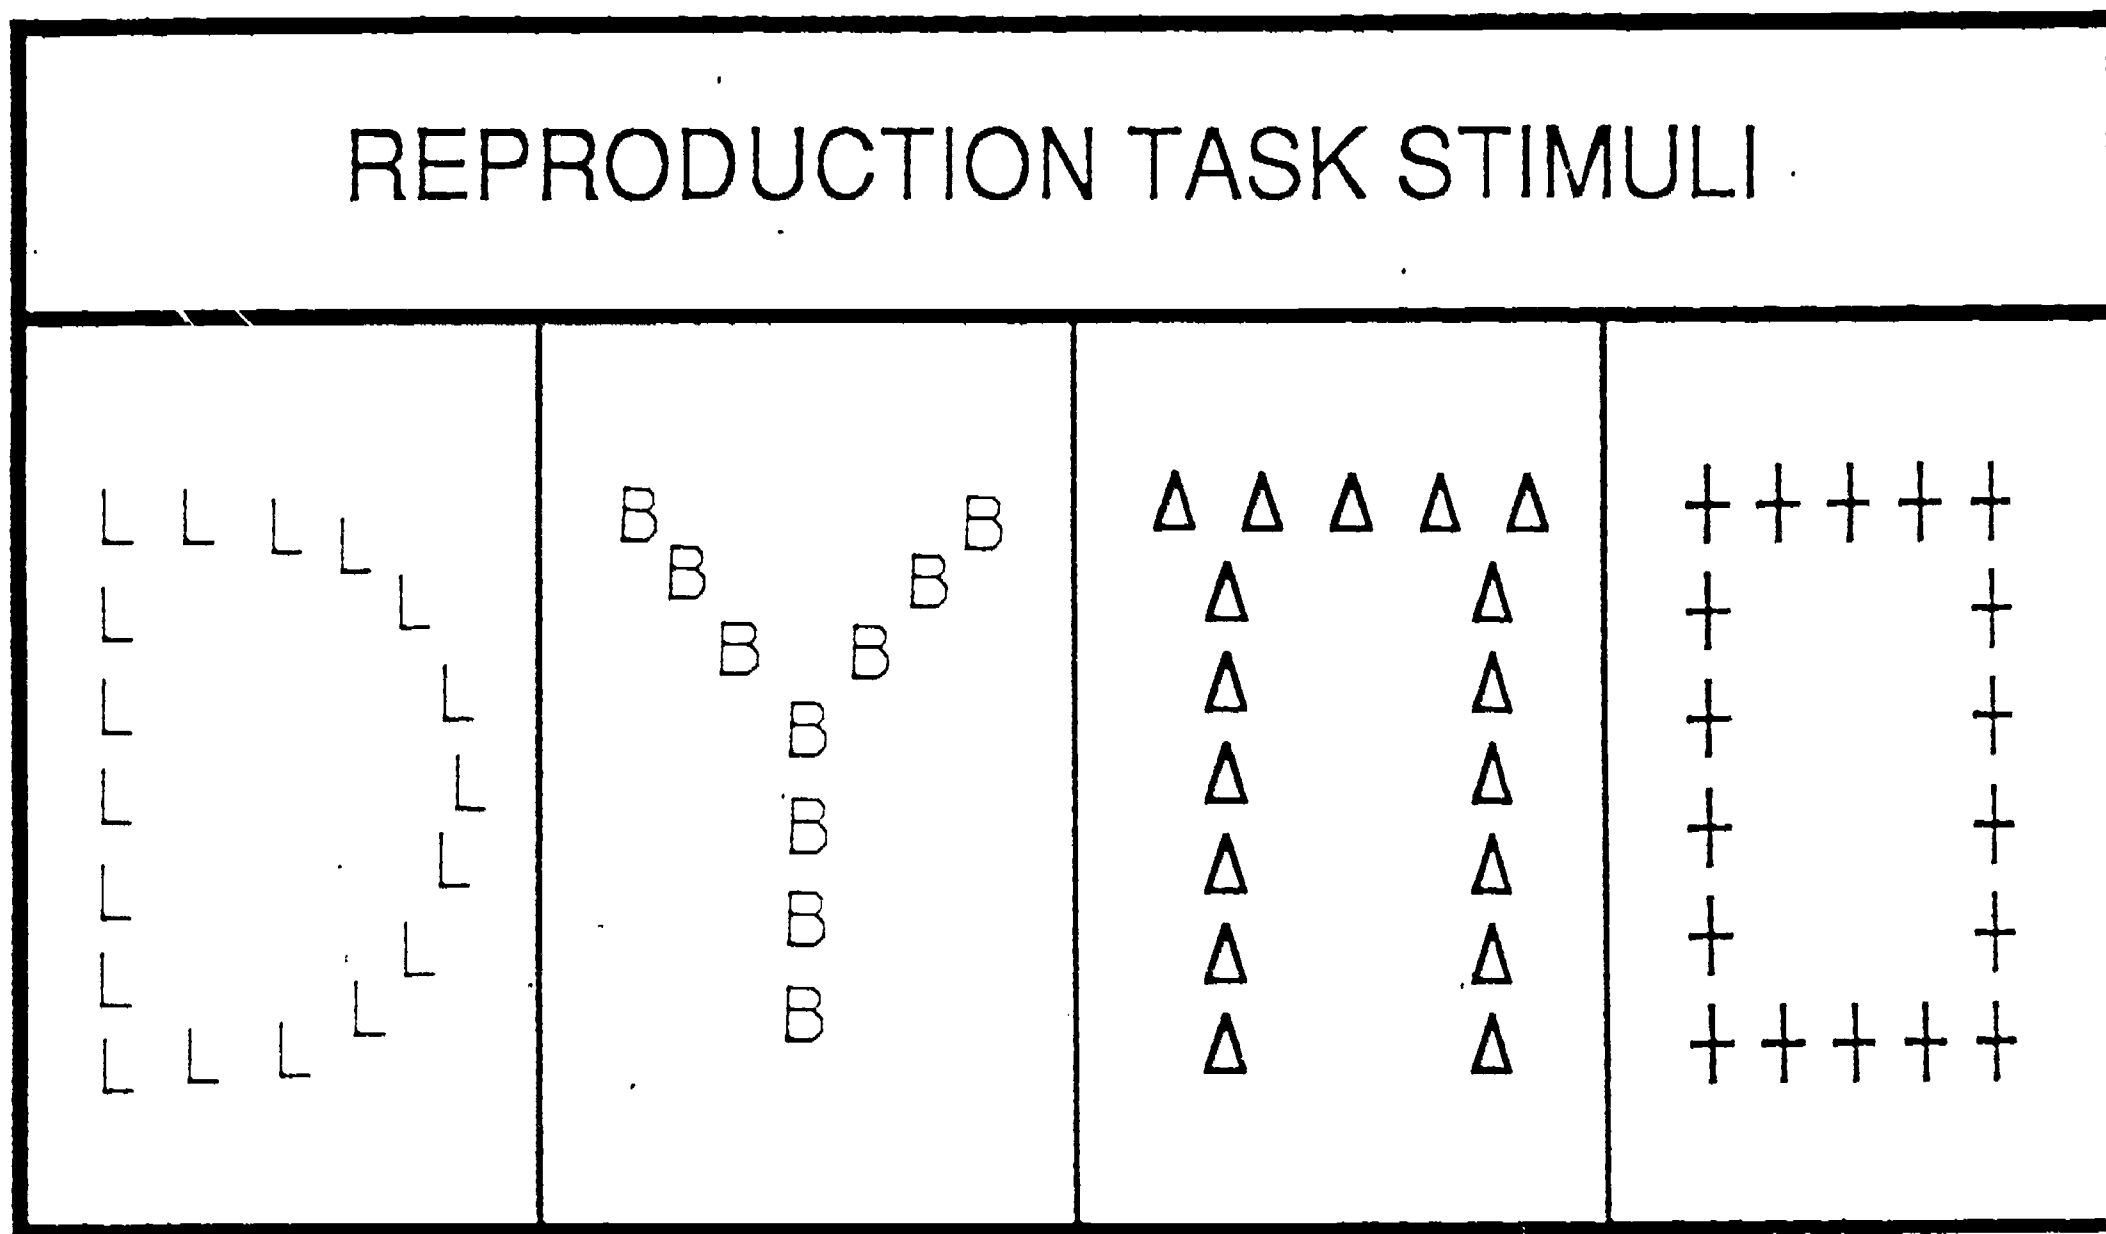 REPRODUCTION TASK STIMULI
L L L L L L L L L L L L L L L L L L L
B B B B B B B B B B
Δ Δ Δ Δ Δ Δ Δ Δ Δ Δ Δ Δ Δ Δ Δ Δ Δ
+ + + + + + + + + + + + + + + + + + + +